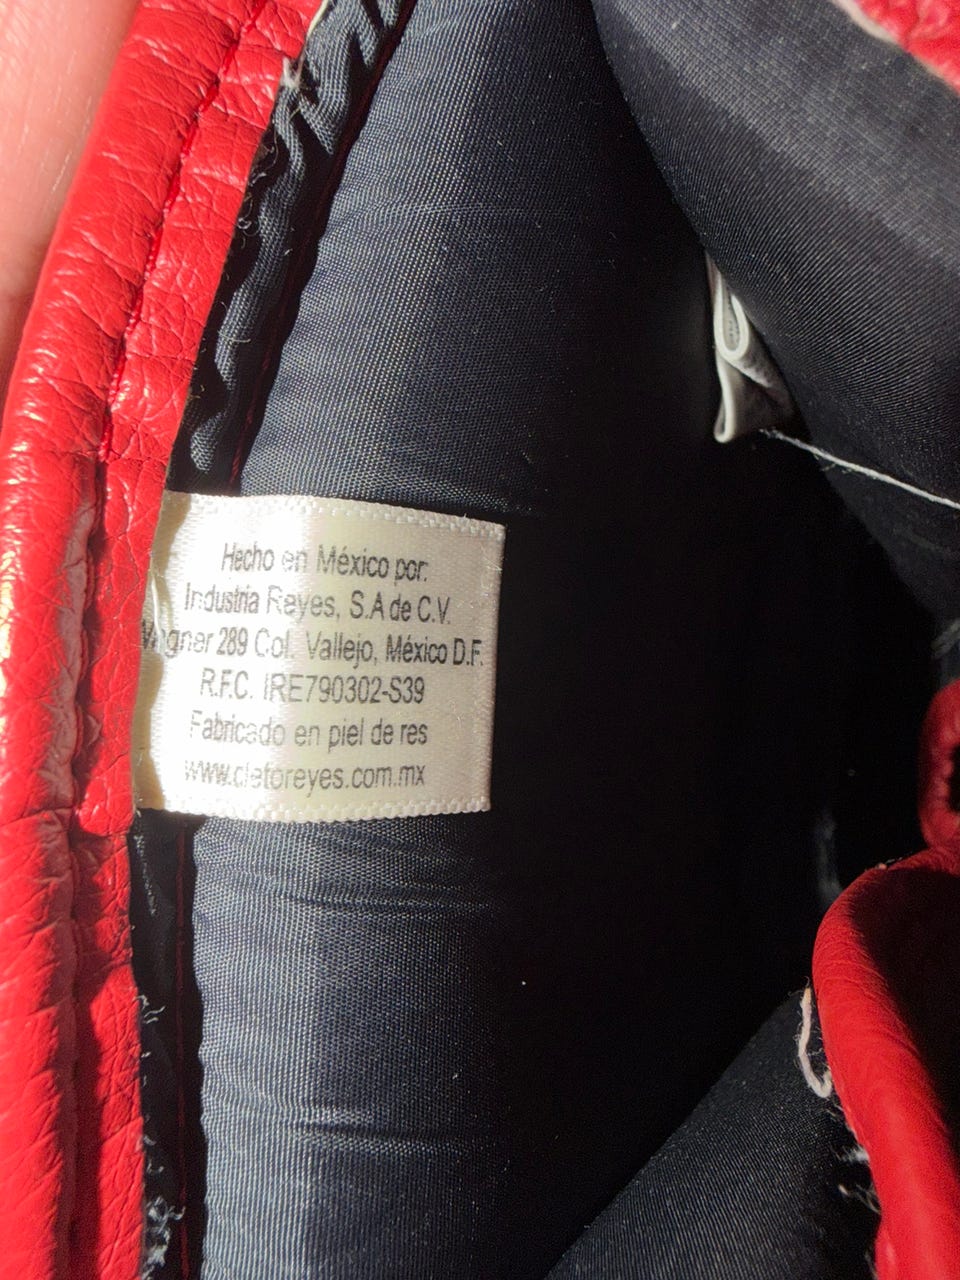 Hecho en México por:
Industria Reyes, S.A de C.V.
Wagner 289 Col. Vallejo, México D.F.
R.F.C. IRE790302-S39
Fabricado en piel de res
www.cletoreyes.com.mx